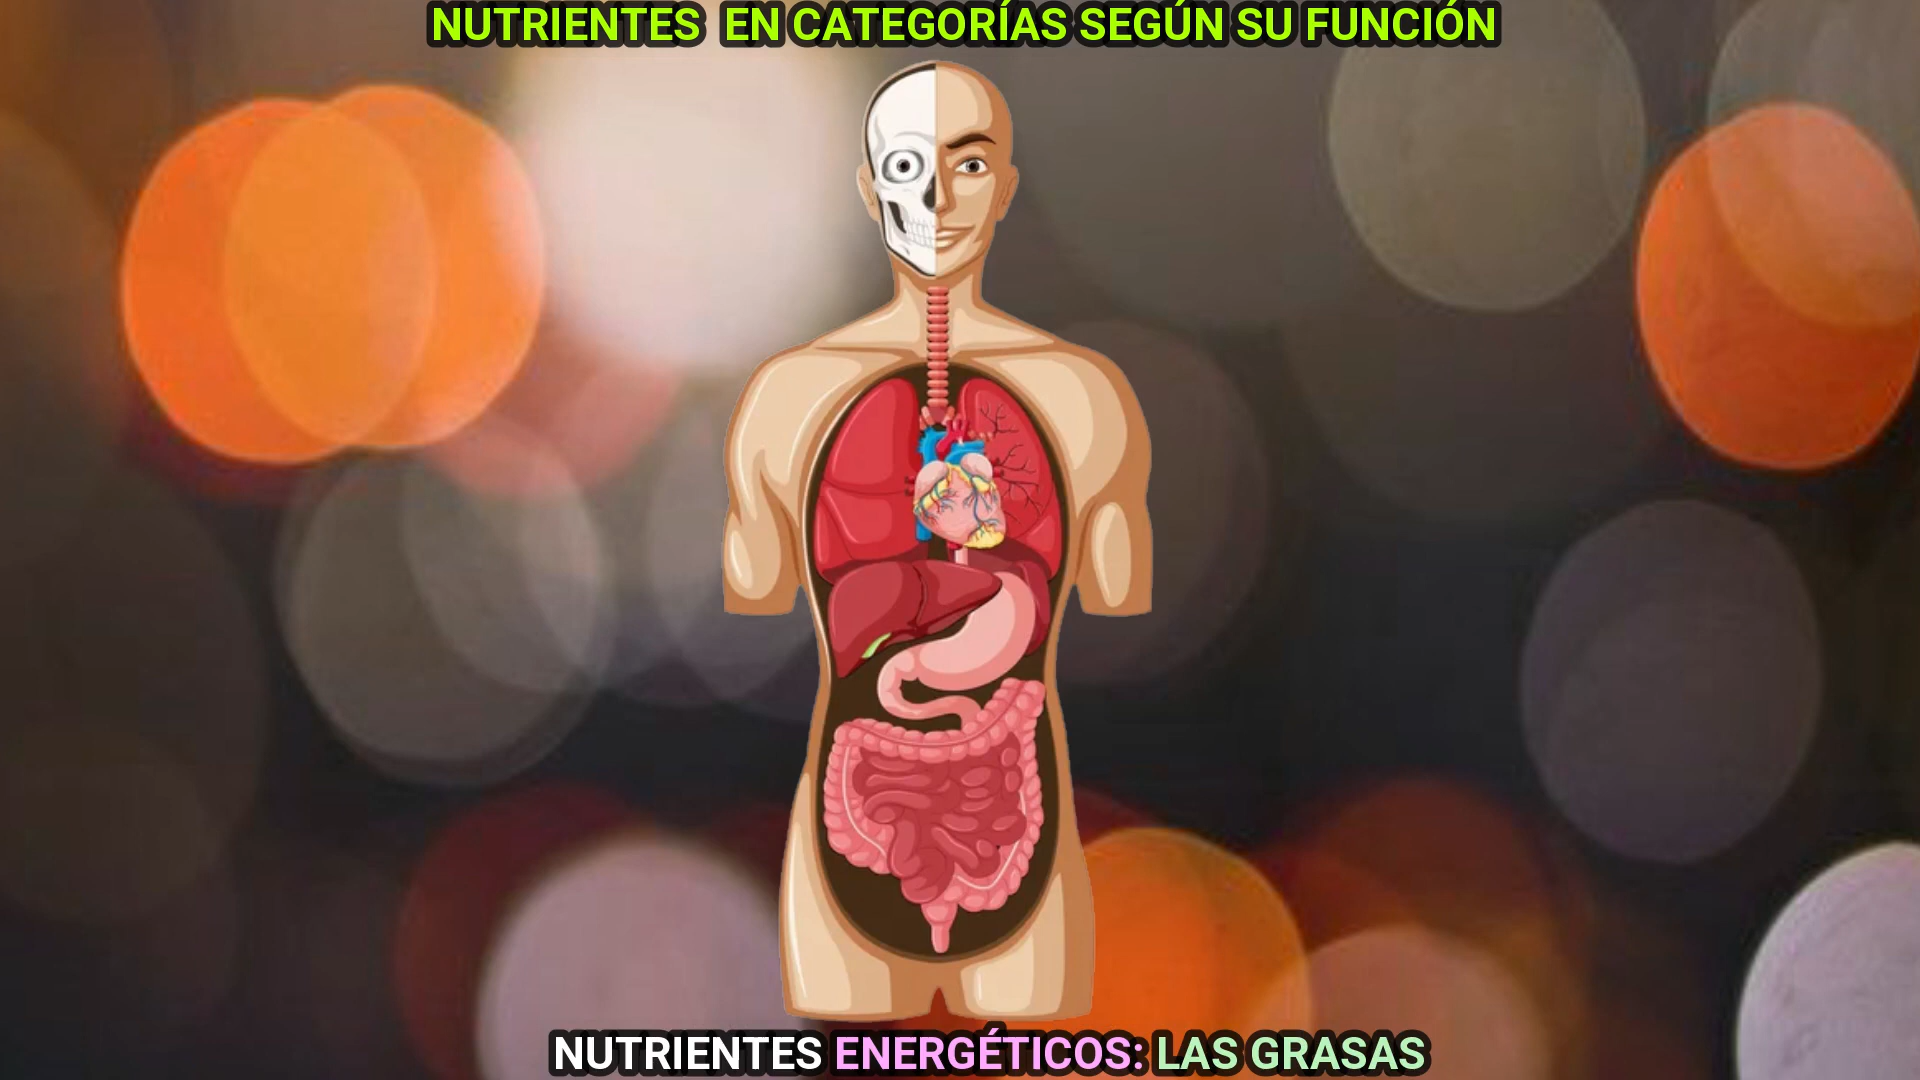 NUTRIENTES EN CATEGORÍAS SEGÚN SU FUNCIÓN
NUTRIENTES ENERGÉTICOS: LAS GRASAS